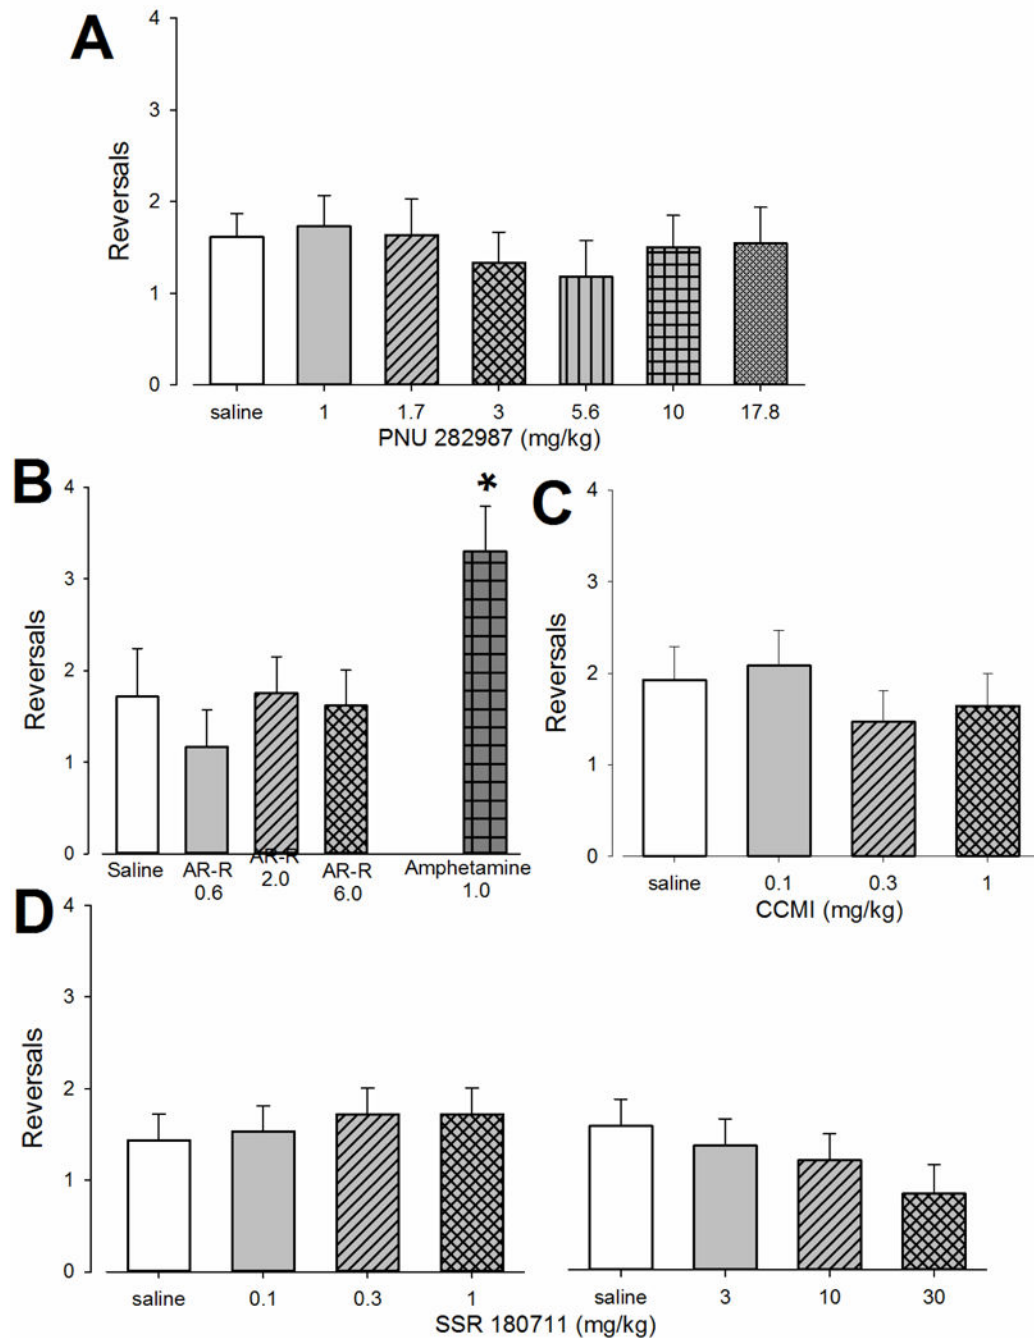 A
4
3
2
1
0
Reversals
saline 1 1.7 3 5.6 10 17.8
PNU 282987 (mg/kg)
B
4
3
2
1
0
Reversals
*
Saline AR-R 0.6 AR-R 2.0 AR-R 6.0 Amphetamine 1.0
C
4
3
2
1
0
Reversals
saline 0.1 0.3 1
CCMI (mg/kg)
D
4
3
2
1
0
Reversals
saline 0.1 0.3 1 saline 3 10 30
SSR 180711 (mg/kg)